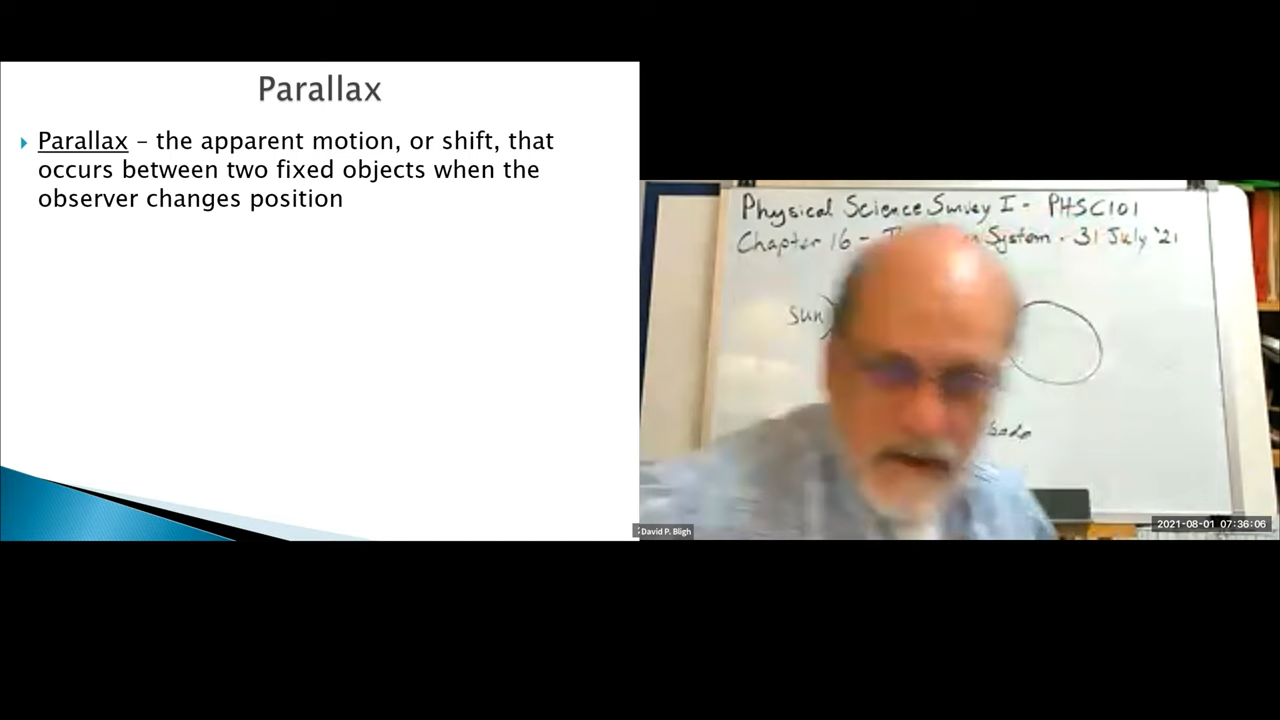 Parallax
Parallax – the apparent motion, or shift, that
occurs between two fixed objects when the
observer changes position
Physical Science Survey I - PHSC101
Chapter 16 - System - 31 July '21
Sun
David P. Bligh
2021-08-01 07:36:06